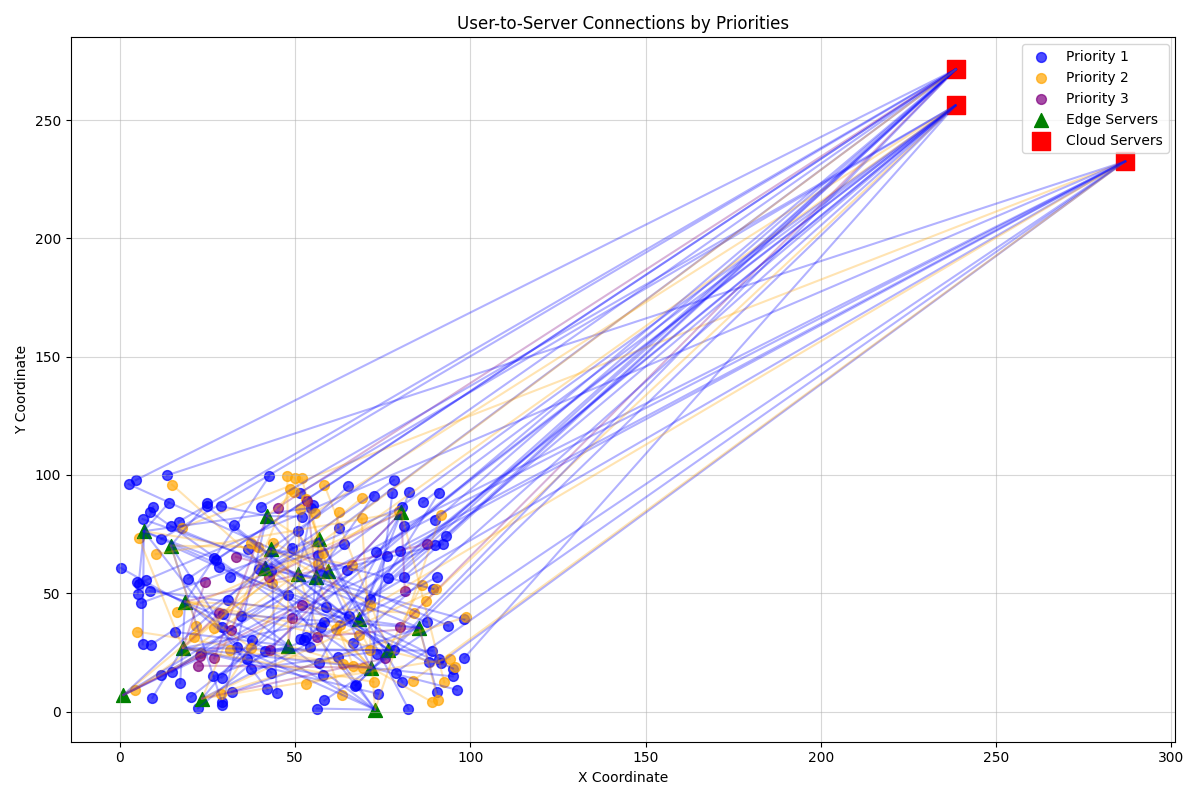 User-to-Server Connections by Priorities
Priority 1
Priority 2
Priority 3
Edge Servers
Cloud Servers
Y Coordinate
250
200
150
100
50
0
0
50
100
150
200
250
300
X Coordinate